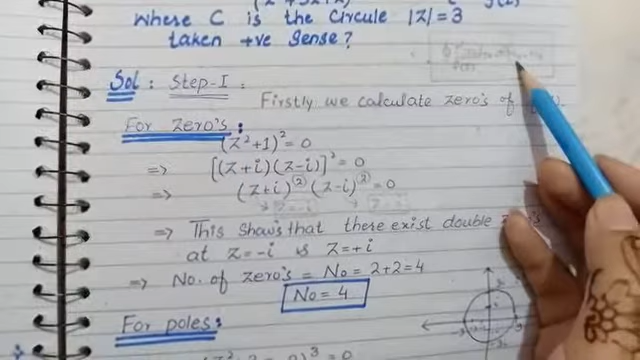 where C is the Circule |z| = 3
taken +ve sense?
Sol: Step-I:
Firstly we calculate zero's of
For zero's:
(z²+1)² = 0
=> [(z+i)(z-i)]² = 0
=> (z+i)² (z-i)² = 0
=> This shows that there exist double
at z = -i & z = +i
=> No. of zero's = No = 2+2 = 4
No = 4
For poles: